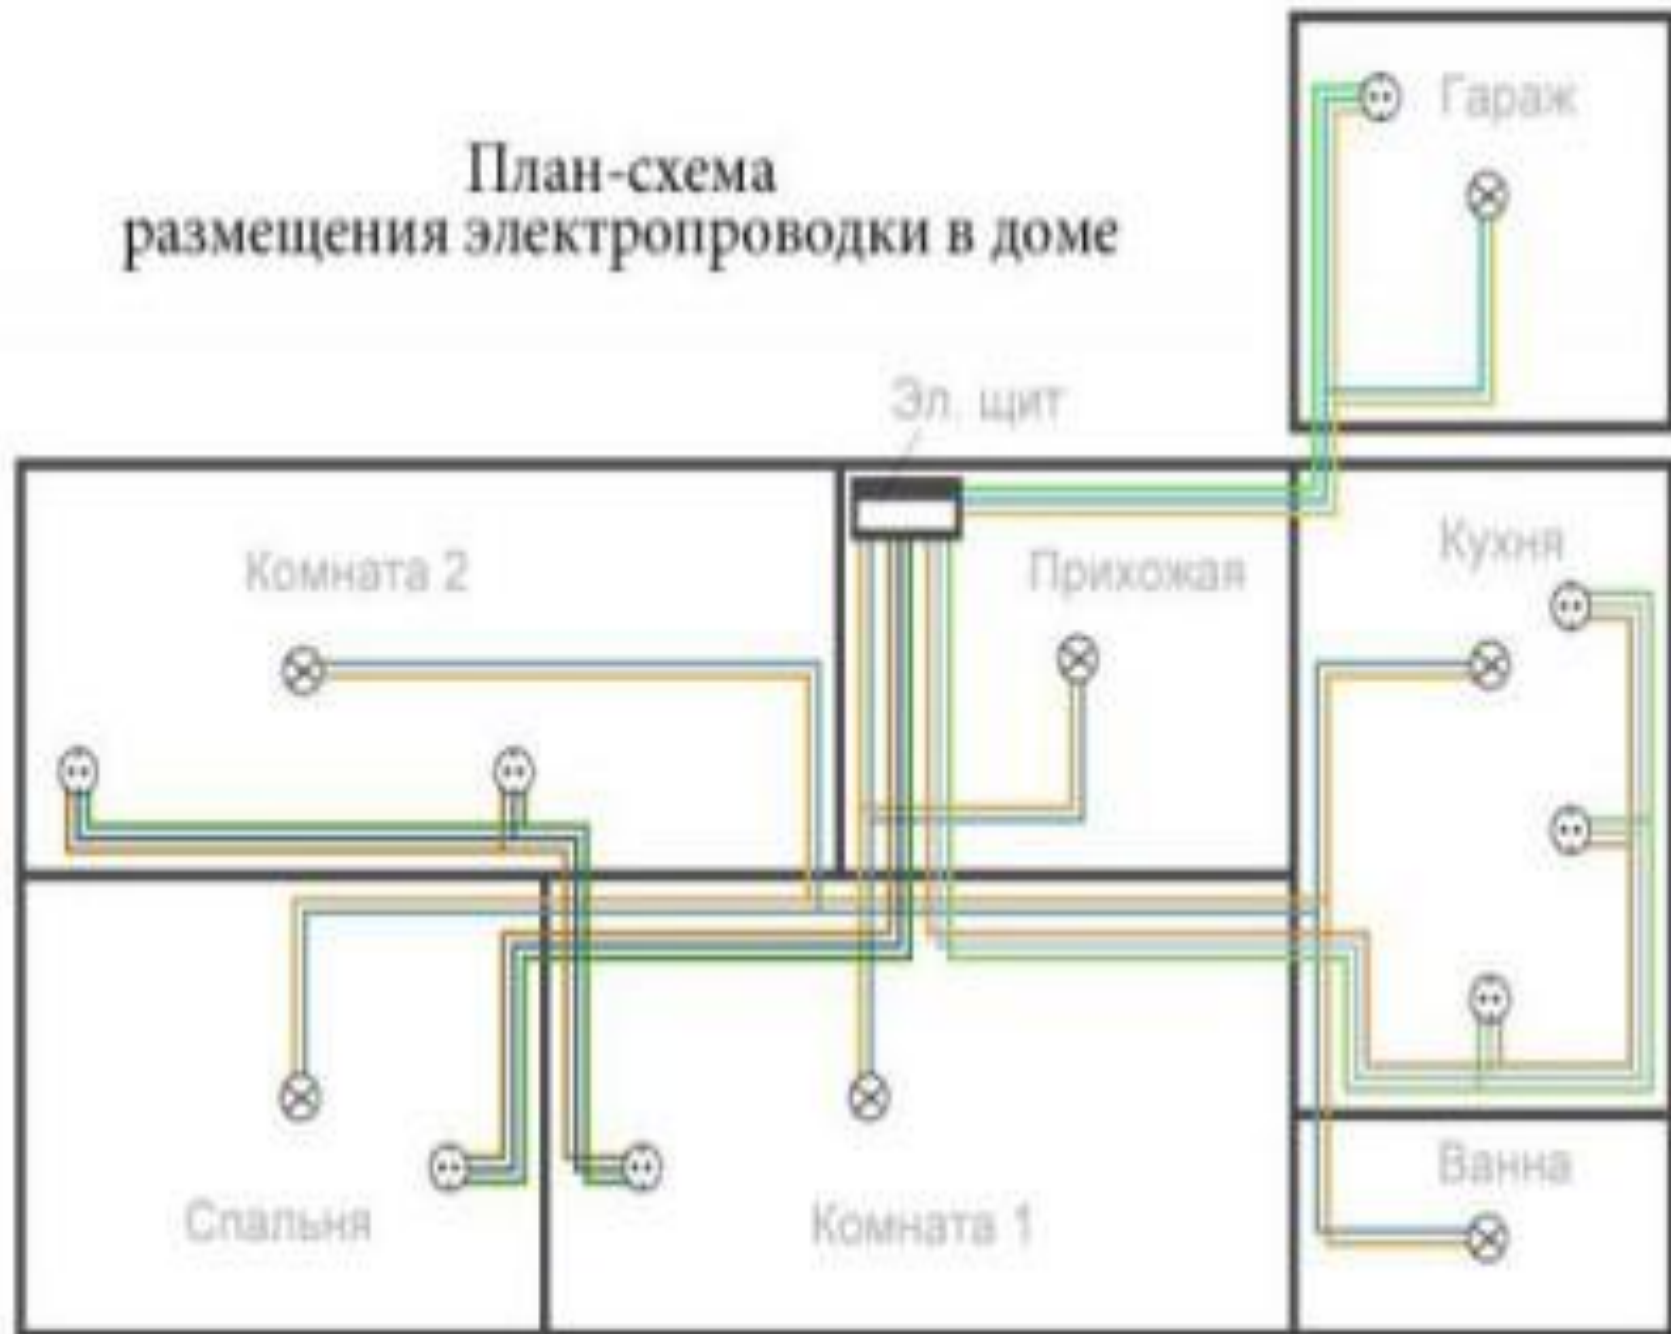 Гараж
План-схема
размещения электропроводки в доме
Эл. щит
Кухня
Комната 2
Прихожая
Ванна
Спальня
Комната 1